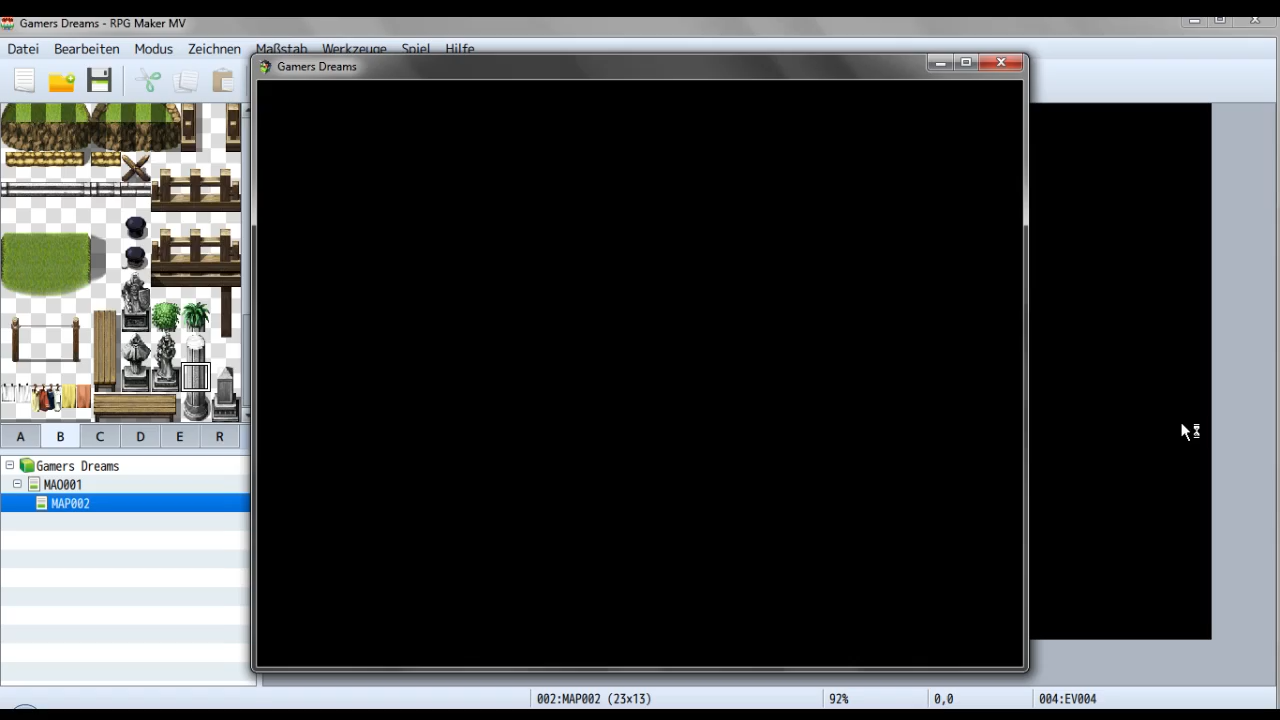 Gamers Dreams - RPG Maker MV
Datei Bearbeiten Modus Zeichnen Maßstab Werkzeuge Spiel Hilfe
Gamers Dreams
A B C D E R
Gamers Dreams
MAO001
MAP002
002:MAP002 (23x13) 92% 0,0 004:EV004